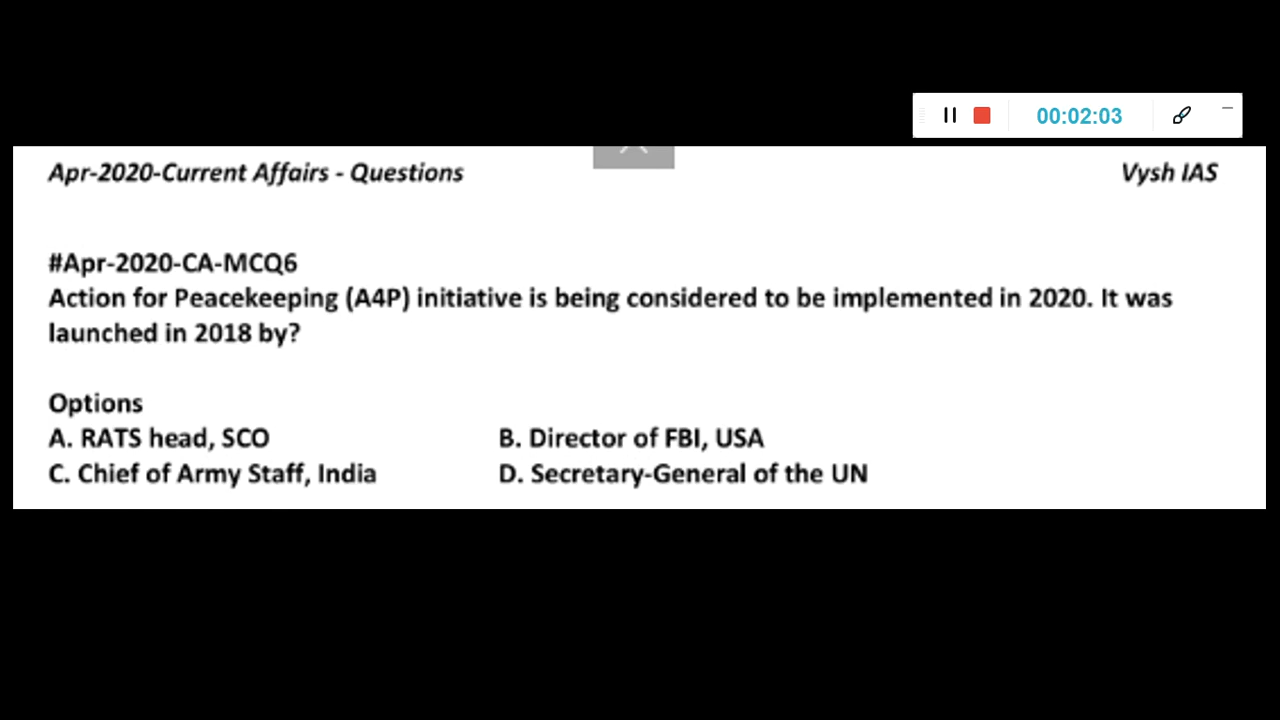 00:02:03
Apr-2020-Current Affairs - Questions Vysh IAS
#Apr-2020-CA-MCQ6
Action for Peacekeeping (A4P) initiative is being considered to be implemented in 2020. It was
launched in 2018 by?
Options
A. RATS head, SCO B. Director of FBI, USA
C. Chief of Army Staff, India D. Secretary-General of the UN